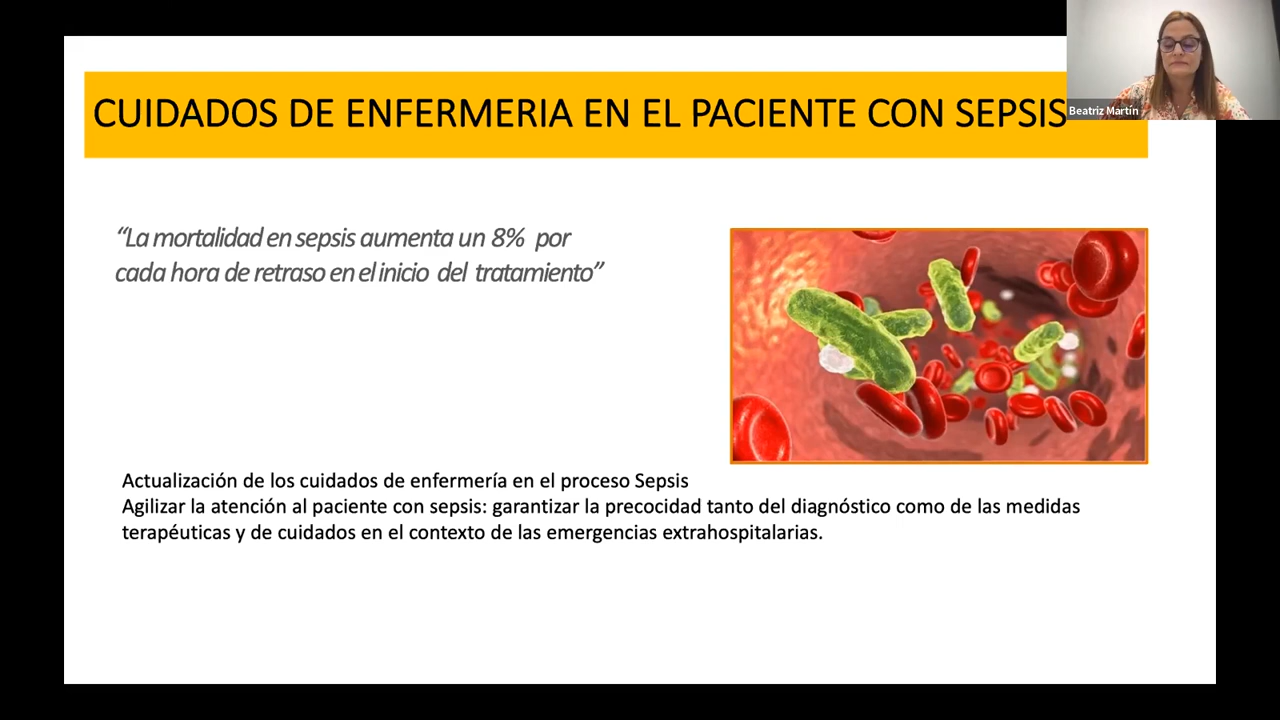 CUIDADOS DE ENFERMERIA EN EL PACIENTE CON SEPSIS
Beatriz Martín
“La mortalidad en sepsis aumenta un 8% por
cada hora de retraso en el inicio del tratamiento”
Actualización de los cuidados de enfermería en el proceso Sepsis
Agilizar la atención al paciente con sepsis: garantizar la precocidad tanto del diagnóstico como de las medidas
terapéuticas y de cuidados en el contexto de las emergencias extrahospitalarias.